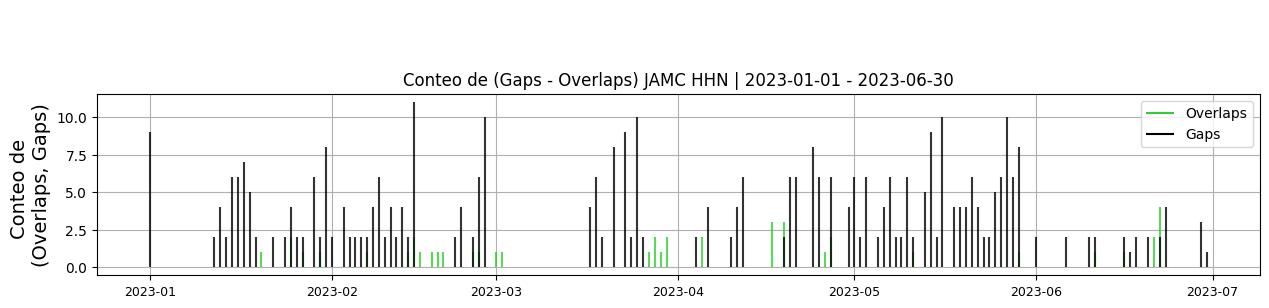 Conteo de (Gaps - Overlaps) JAMC HHN | 2023-01-01 - 2023-06-30
Conteo de
(Overlaps, Gaps)
10.0
7.5
5.0
2.5
0.0
Overlaps
Gaps
2023-01 2023-02 2023-03 2023-04 2023-05 2023-06 2023-07